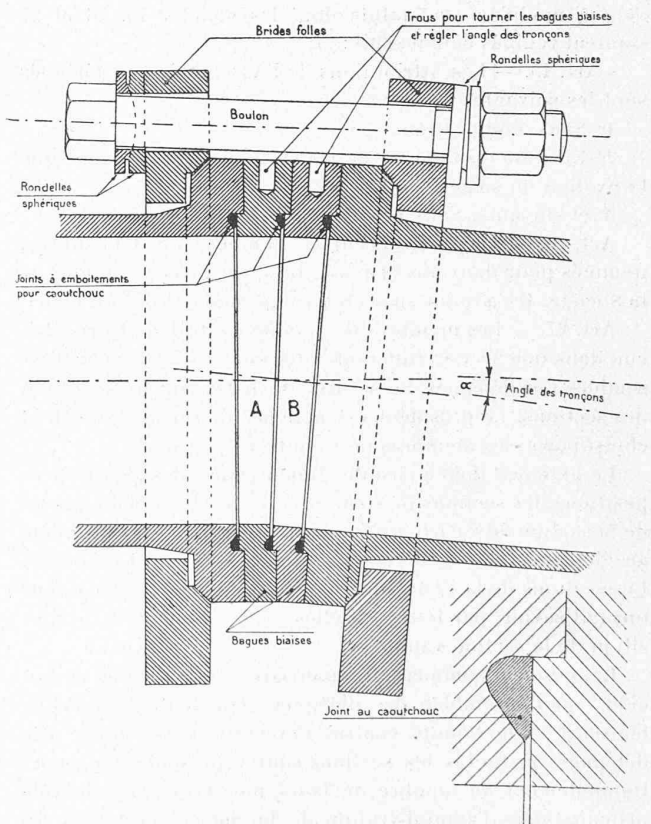 Trous pour tourner les bagues biaises
et régler l'angle des tronçons
Brides folles
Rondelles sphériques
Boulon
Rondelles
sphériques
Joints à emboitements
pour caoutchouc
α
Angle des tronçons
A B
Bagues biaises
Joint au caoutchouc